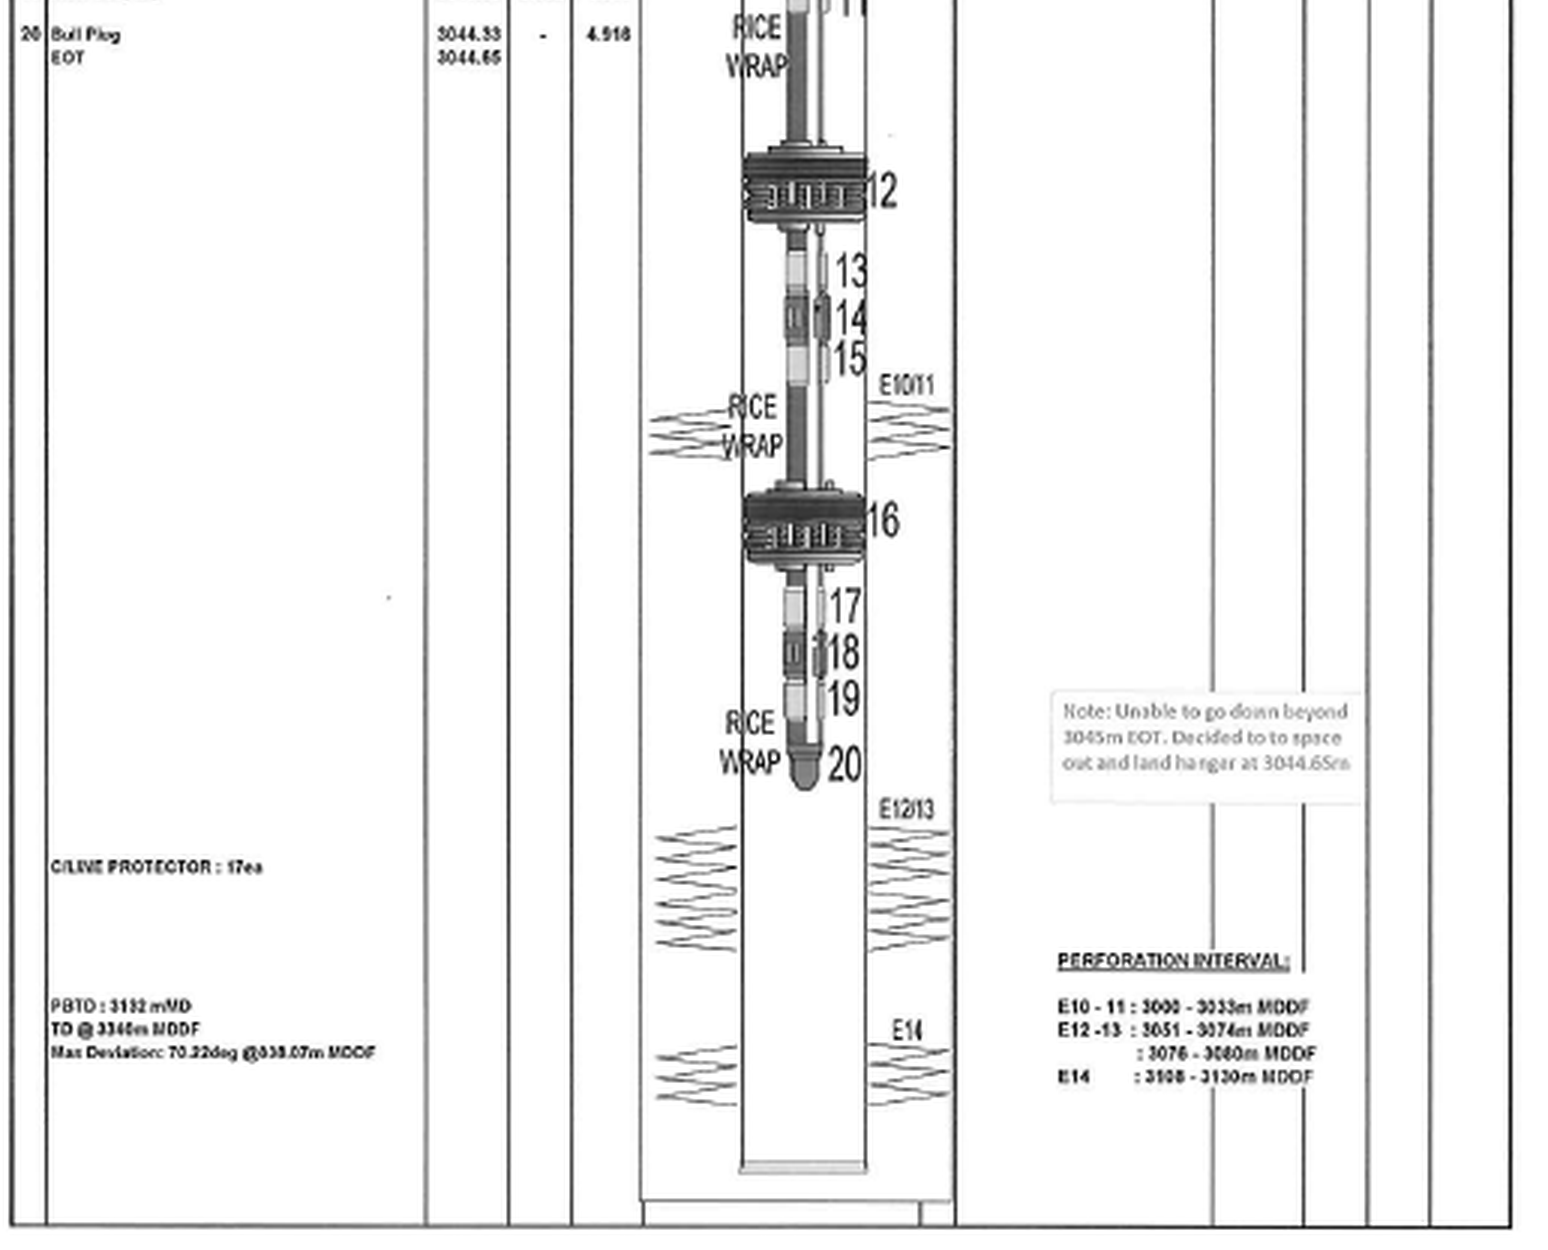 20 Bull Plug 3044.33 - 4.916
EOT 3044.65
RICE
WRAP
12
13
14
15
E10/11
RICE
WRAP
16
17
18
19
RICE
WRAP
20
Note: Unable to go down beyond
3045m EOT. Decided to to space
out and land hanger at 3044.65m
E12/13
C/LINE PROTECTOR : 17ea
PERFORATION INTERVAL:
PBTD : 3132 mMD
TD @ 3340m MDDF
Max Deviation: 70.22deg @838.07m MDDF
E14
E10 - 11 : 3000 - 3033m MDDF
E12 -13 : 3051 - 3074m MDDF
: 3076 - 3080m MDDF
E14 : 3108 - 3130m MDDF